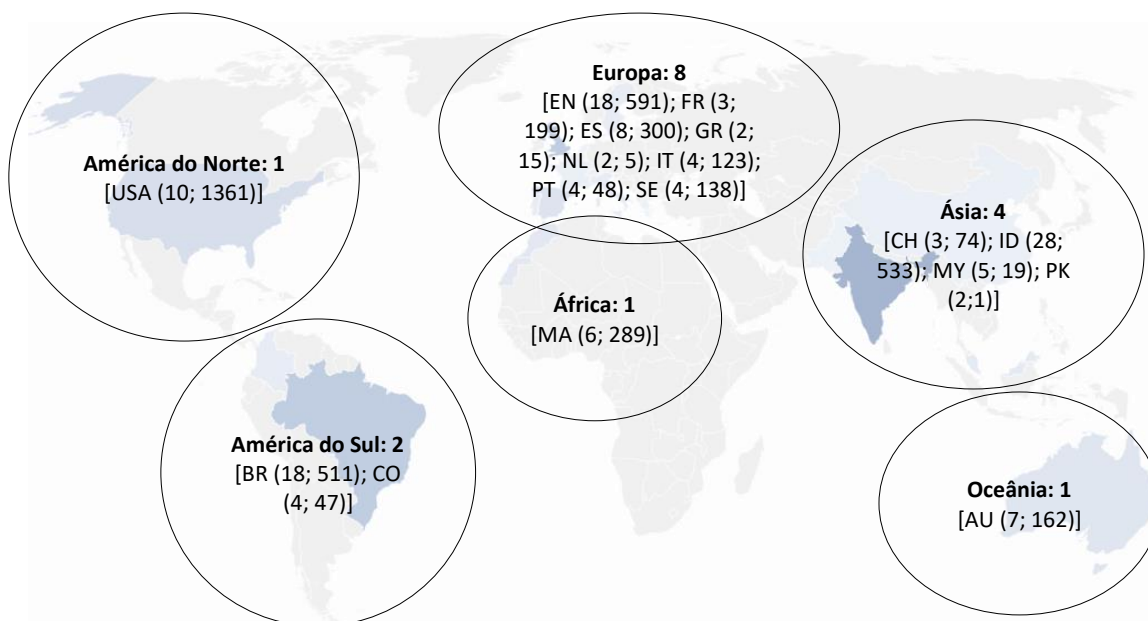 América do Norte: 1
[USA (10; 1361)]
Europa: 8
[EN (18; 591); FR (3;
199); ES (8; 300); GR (2;
15); NL (2; 5); IT (4; 123);
PT (4; 48); SE (4; 138)]
Ásia: 4
[CH (3; 74); ID (28;
533); MY (5; 19); PK
(2;1)]
África: 1
[MA (6; 289)]
América do Sul: 2
[BR (18; 511); CO
(4; 47)]
Oceânia: 1
[AU (7; 162)]